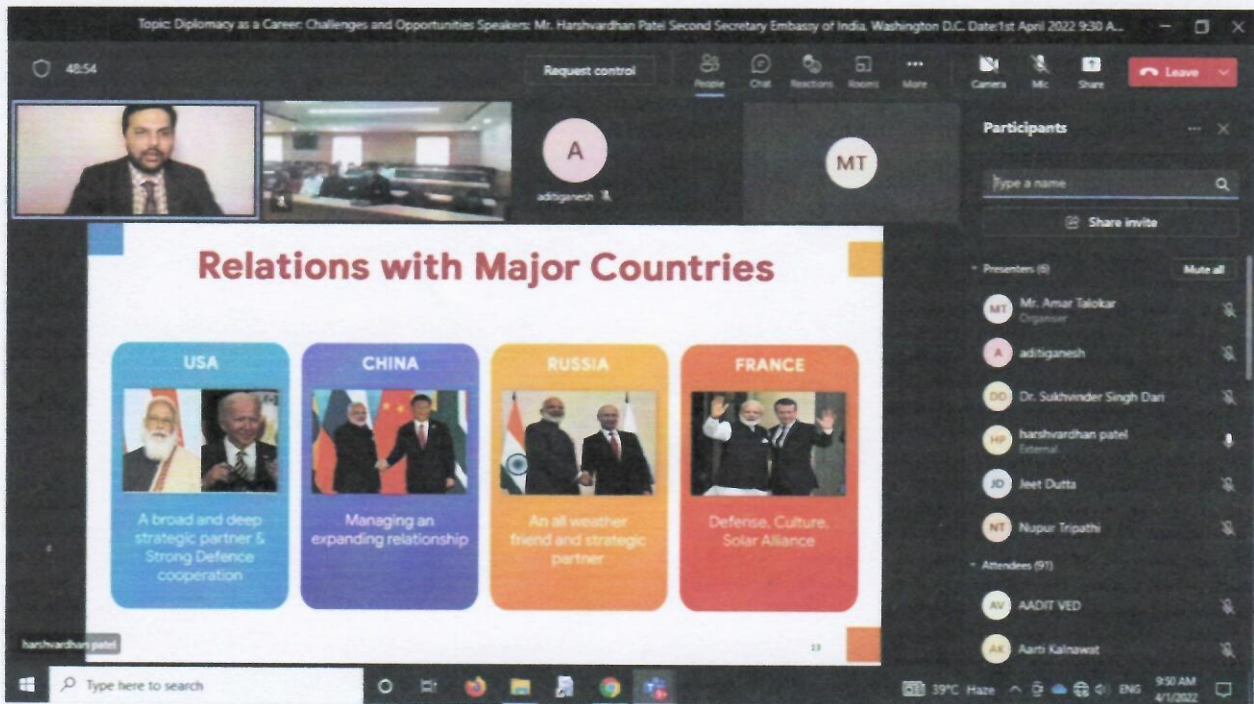 Topic: Diplomacy as a Career: Challenges and Opportunities Speakers: Mr. Harshvardhan Patel Second Secretary Embassy of India, Washington D.C. Date:1st April 2022 9:30 A...
48:54
Request control
People
Chat
Reactions
Rooms
More
Camera
Mic
Share
Leave
A
aditiganesh
MT
Participants
Type a name
Share invite
Presenters (6)
Mute all
MT
Mr. Amar Talokar
Organiser
A
aditiganesh
DD
Dr. Sukhvinder Singh Dari
HP
harshvardhan patel
External
JD
Jeet Dutta
NT
Nupur Tripathi
Attendees (91)
AV
AADIT VED
AK
Aarti Kalnawat
Relations with Major Countries
USA
A broad and deep
strategic partner &
Strong Defence
cooperation
CHINA
Managing an
expanding relationship
RUSSIA
An all weather
friend and strategic
partner
FRANCE
Defense, Culture,
Solar Alliance
13
harshvardhan patel
Type here to search
39°C Haze
ENG
9:50 AM
4/1/2022